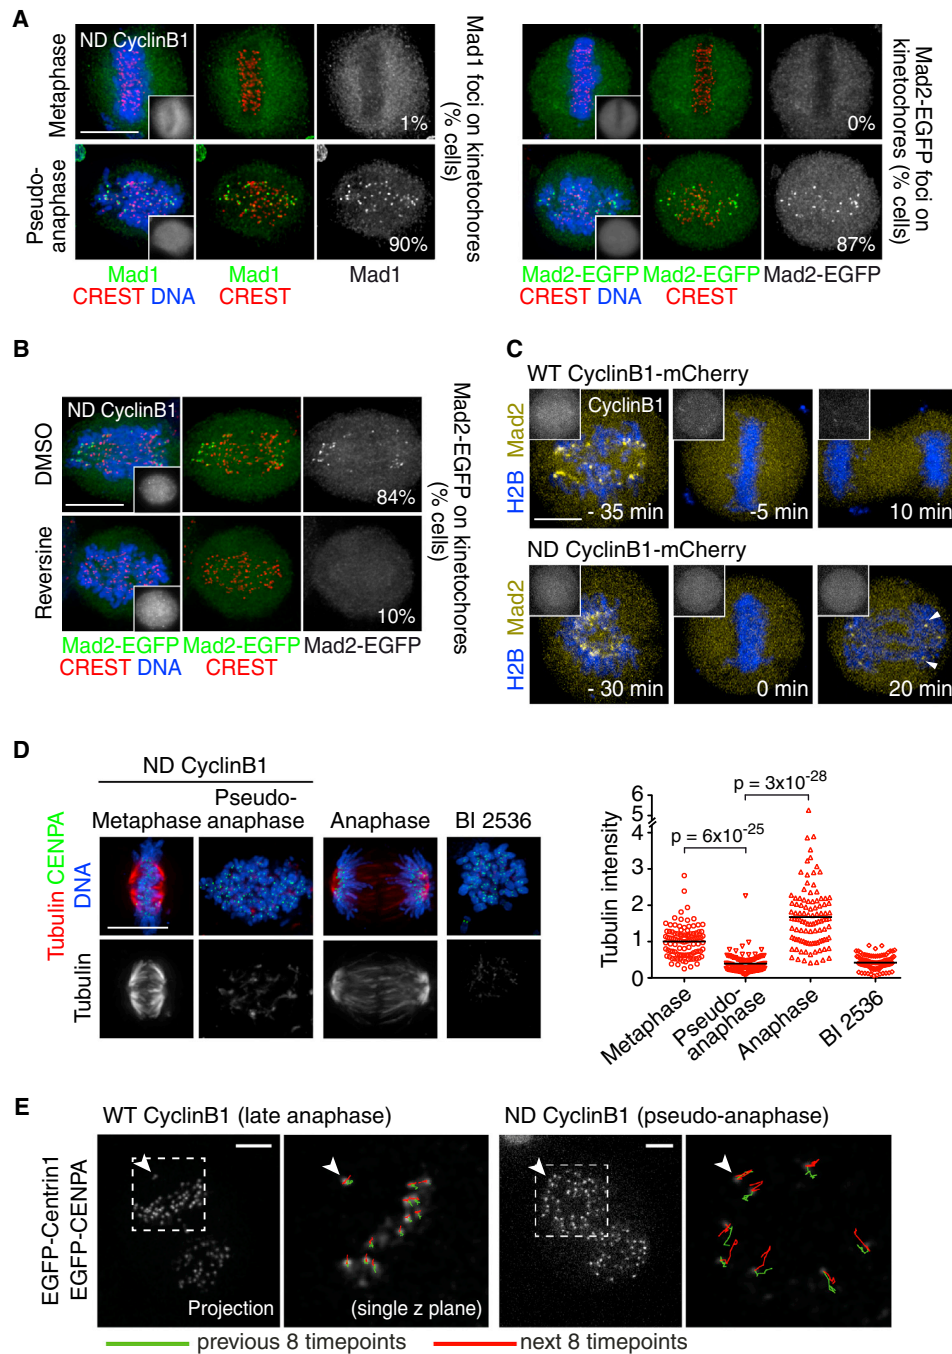 A
Metaphase
ND CyclinB1
1%
Pseudo-
anaphase
90%
Mad1
CREST DNA
Mad1
CREST
Mad1
Mad1 foci on kinetochores
(% cells)
0%
87%
Mad2-EGFP
CREST DNA
Mad2-EGFP
CREST
Mad2-EGFP
Mad2-EGFP foci on
kinetochores (% cells)
B
DMSO
ND CyclinB1
84%
Reversine
10%
Mad2-EGFP
CREST DNA
Mad2-EGFP
CREST
Mad2-EGFP
Mad2-EGFP on kinetochores
(% cells)
C
WT CyclinB1-mCherry
H2B Mad2
CyclinB1
- 35 min
-5 min
10 min
ND CyclinB1-mCherry
H2B Mad2
- 30 min
0 min
20 min
D
ND CyclinB1
Metaphase
Pseudo-
anaphase
Anaphase
BI 2536
Tubulin CENPA
DNA
Tubulin
Tubulin intensity
6
5
4
3
2
1
0
p = 3x10-28
p = 6x10-25
Metaphase
Pseudo-
anaphase
Anaphase
BI 2536
E
WT CyclinB1 (late anaphase)
ND CyclinB1 (pseudo-anaphase)
EGFP-Centrin1
EGFP-CENPA
Projection
(single z plane)
previous 8 timepoints
next 8 timepoints